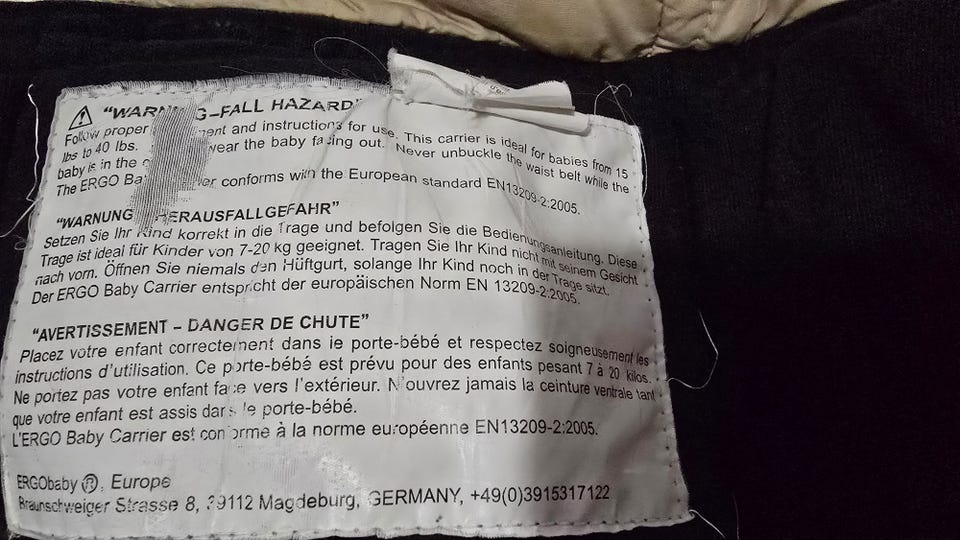 "WARN G–FALL HAZARD"
Follow proper ment and instructions for use. This carrier is ideal for babies from 15
lbs to 40 lbs. wear the baby facing out. Never unbuckle the waist belt while the
baby is in the
The ERGO Ba er conforms with the European standard EN13209-2:2005.
"WARNUNG HERAUSFALLGEFAHR"
Setzen Sie Ihr Kind korrekt in die Trage und befolgen Sie die Bedienungsanleitung. Diese
Trage ist ideal für Kinder von 7-20 kg geeignet. Tragen Sie Ihr Kind nicht mit seinem Gesicht
nach vorn. Öffnen Sie niemals den Hüftgurt, solange Ihr Kind noch in der Trage sitzt.
Der ERGO Baby Carrier entspricht der europäischen Norm EN 13209-2:2005.
"AVERTISSEMENT – DANGER DE CHUTE"
Placez votre enfant correctement dans le porte-bébé et respectez soigneusement les
instructions d'utilisation. Ce porte-bébé est prévu pour des enfants pesant 7 à 20 kilos.
Ne portez pas votre enfant face vers l'extérieur. N'ouvrez jamais la ceinture ventrale tant
que votre enfant est assis dans le porte-bébé.
L'ERGO Baby Carrier est conforme à la norme européenne EN13209-2:2005.
ERGObaby ®, Europe
Braunschweiger Strasse 8, 39112 Magdeburg, GERMANY, +49(0)3915317122